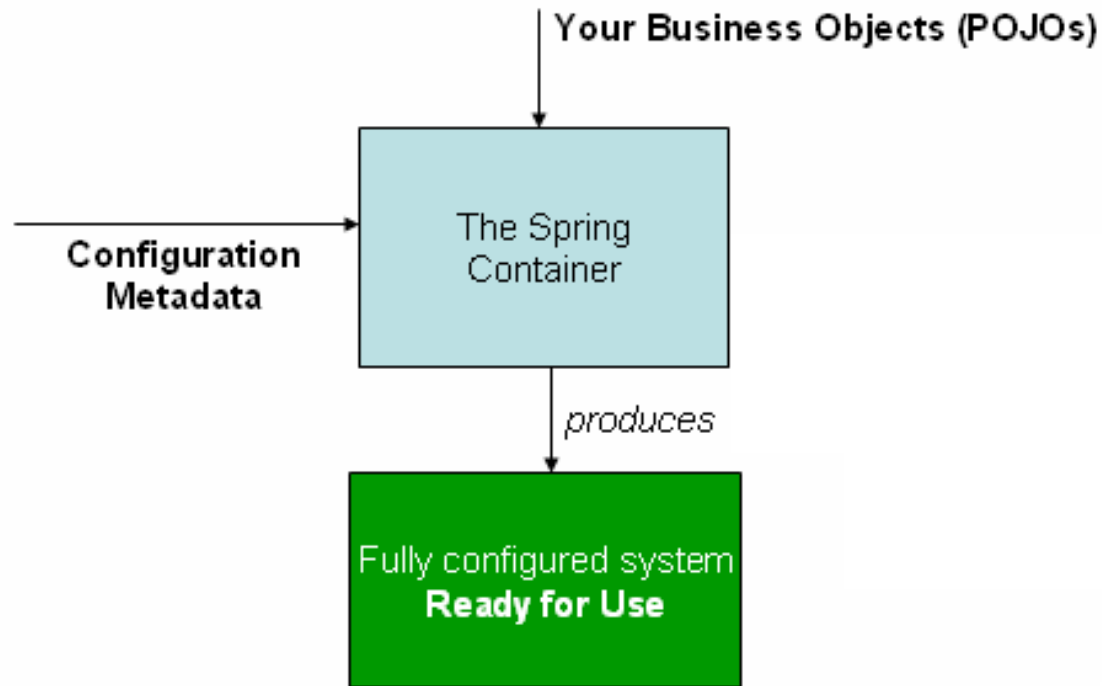 Your Business Objects (POJOs)
The Spring
Container
Configuration
Metadata
produces
Fully configured system
Ready for Use